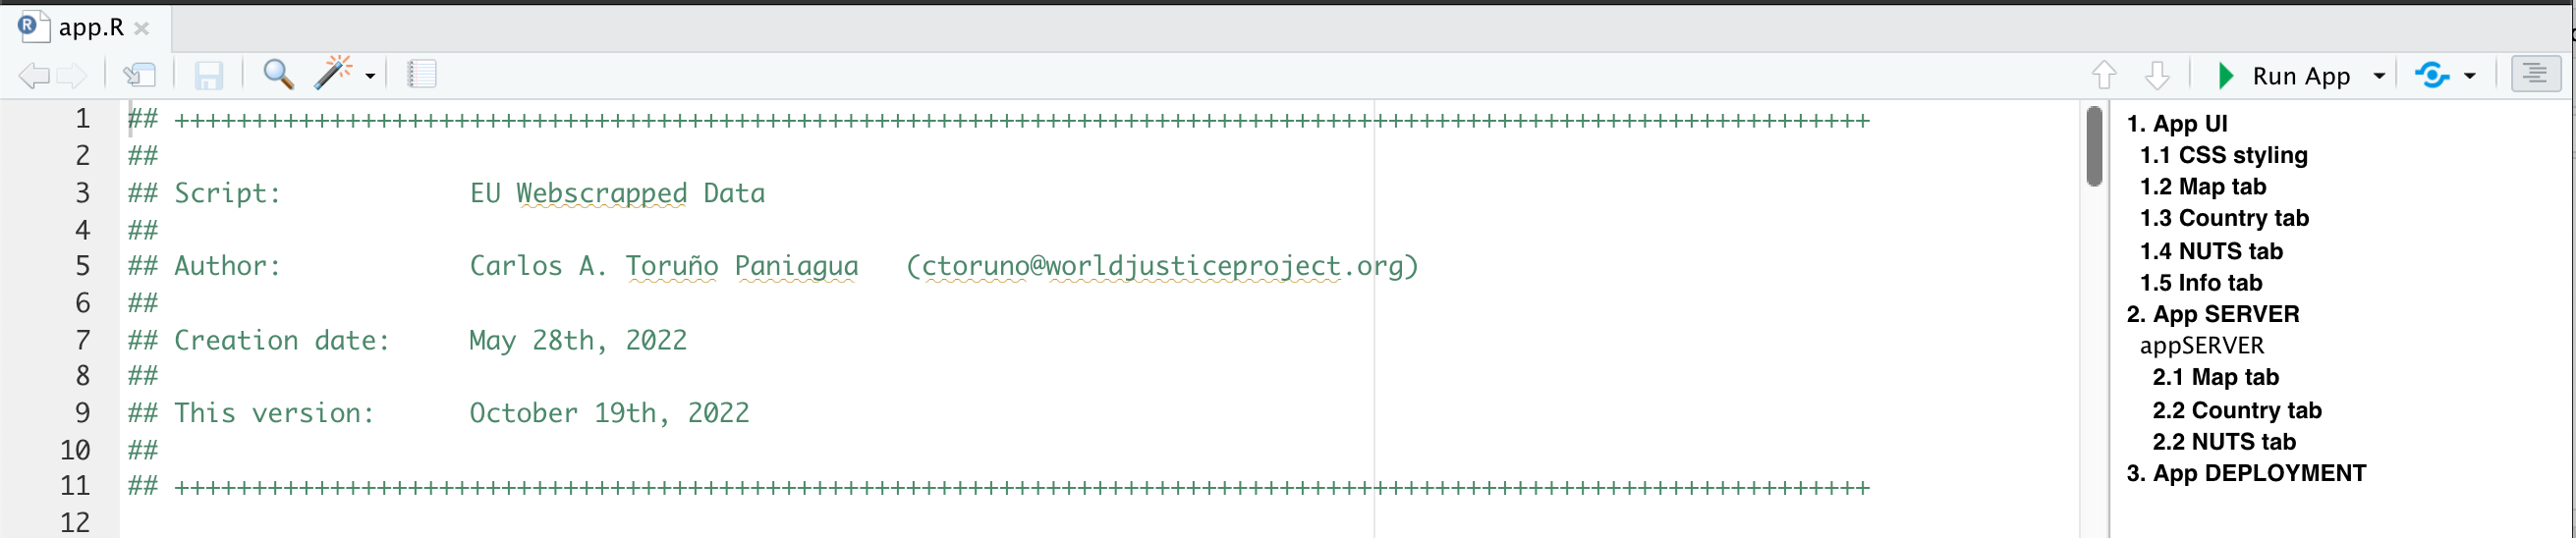 app.R
Run App
1 ## +++++++++++++++++++++++++++++++++++++++++++++++++++++++++++++++++++++++++++++++++++++++++++++++++++++++++++++
2 ##
3 ## Script: EU Webscrapped Data
4 ##
5 ## Author: Carlos A. Toruño Paniagua (ctoruno@worldjusticeproject.org)
6 ##
7 ## Creation date: May 28th, 2022
8 ##
9 ## This version: October 19th, 2022
10 ##
11 ## +++++++++++++++++++++++++++++++++++++++++++++++++++++++++++++++++++++++++++++++++++++++++++++++++++++++++++++
12
1. App UI
1.1 CSS styling
1.2 Map tab
1.3 Country tab
1.4 NUTS tab
1.5 Info tab
2. App SERVER
appSERVER
2.1 Map tab
2.2 Country tab
2.2 NUTS tab
3. App DEPLOYMENT